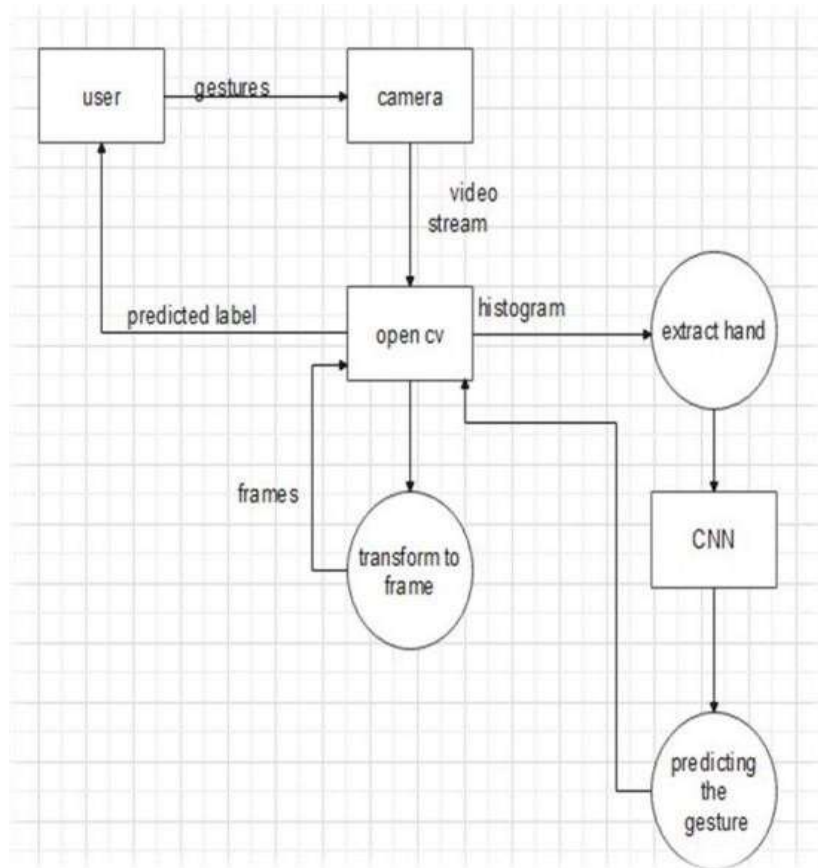 user
gestures
camera
video
stream
predicted label
open cv
histogram
extract hand
frames
transform to
frame
CNN
predicting
the
gesture